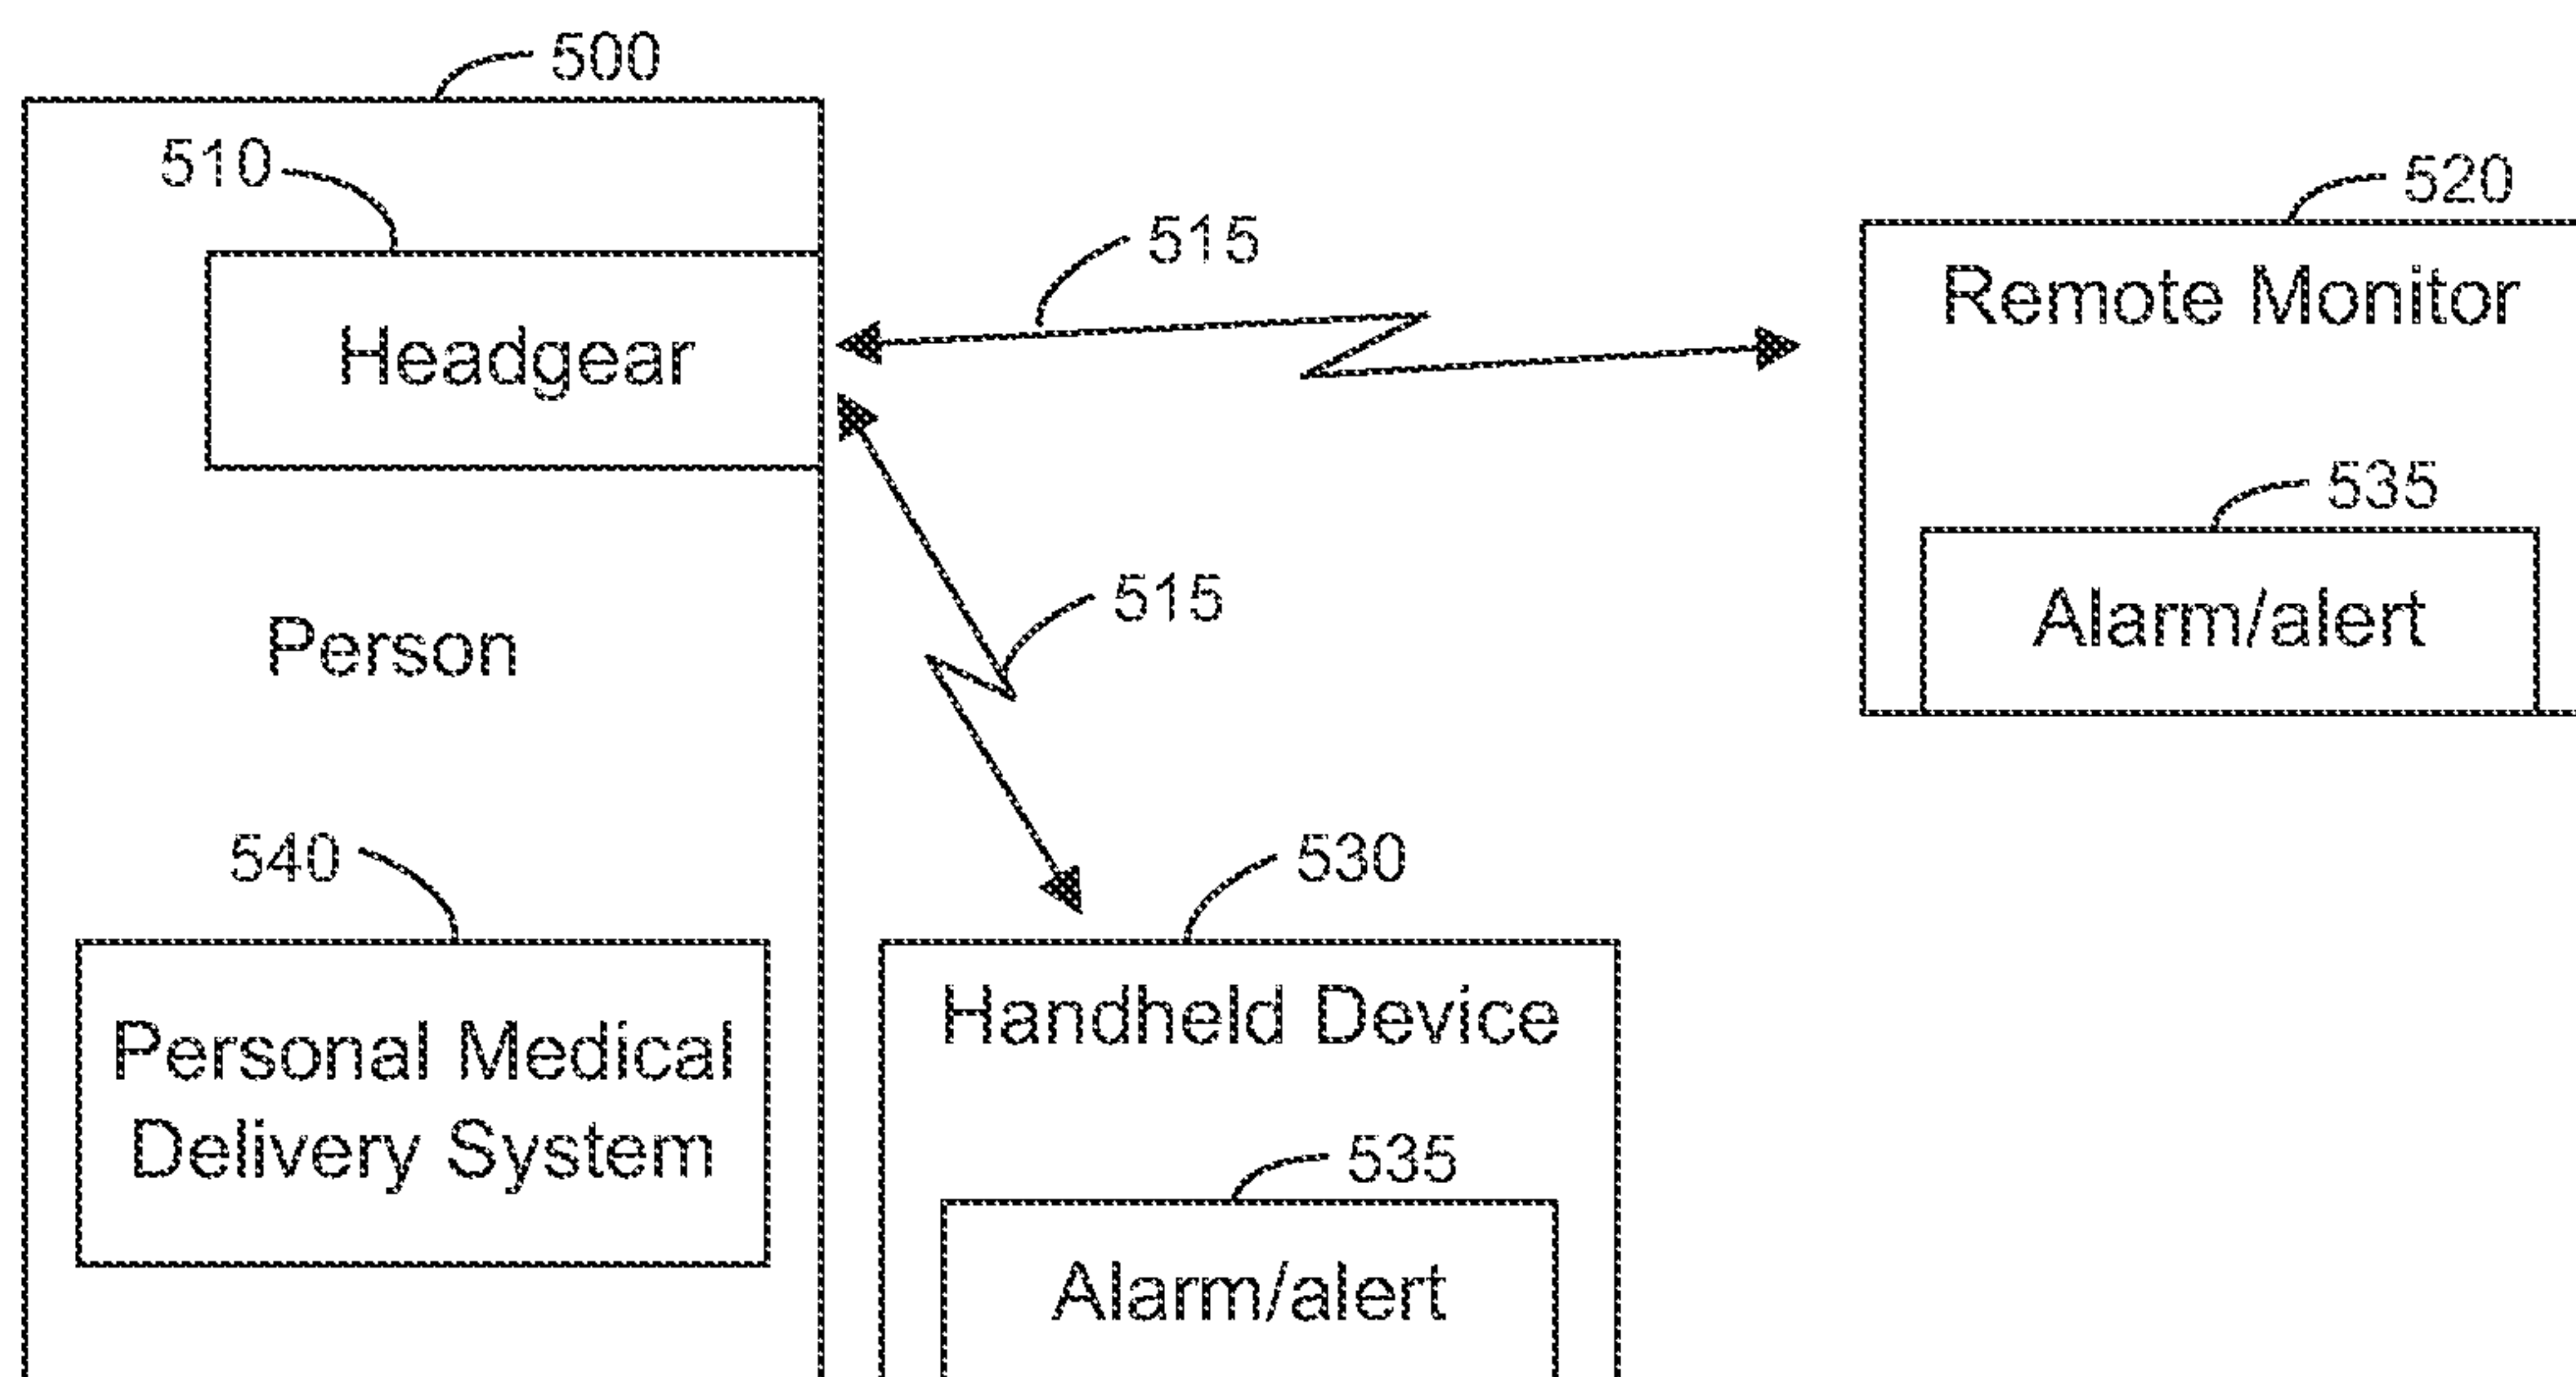 500
510
Headgear
515
520
Remote Monitor
535
Alarm/alert
Person
515
540
Personal Medical
Delivery System
530
Handheld Device
535
Alarm/alert